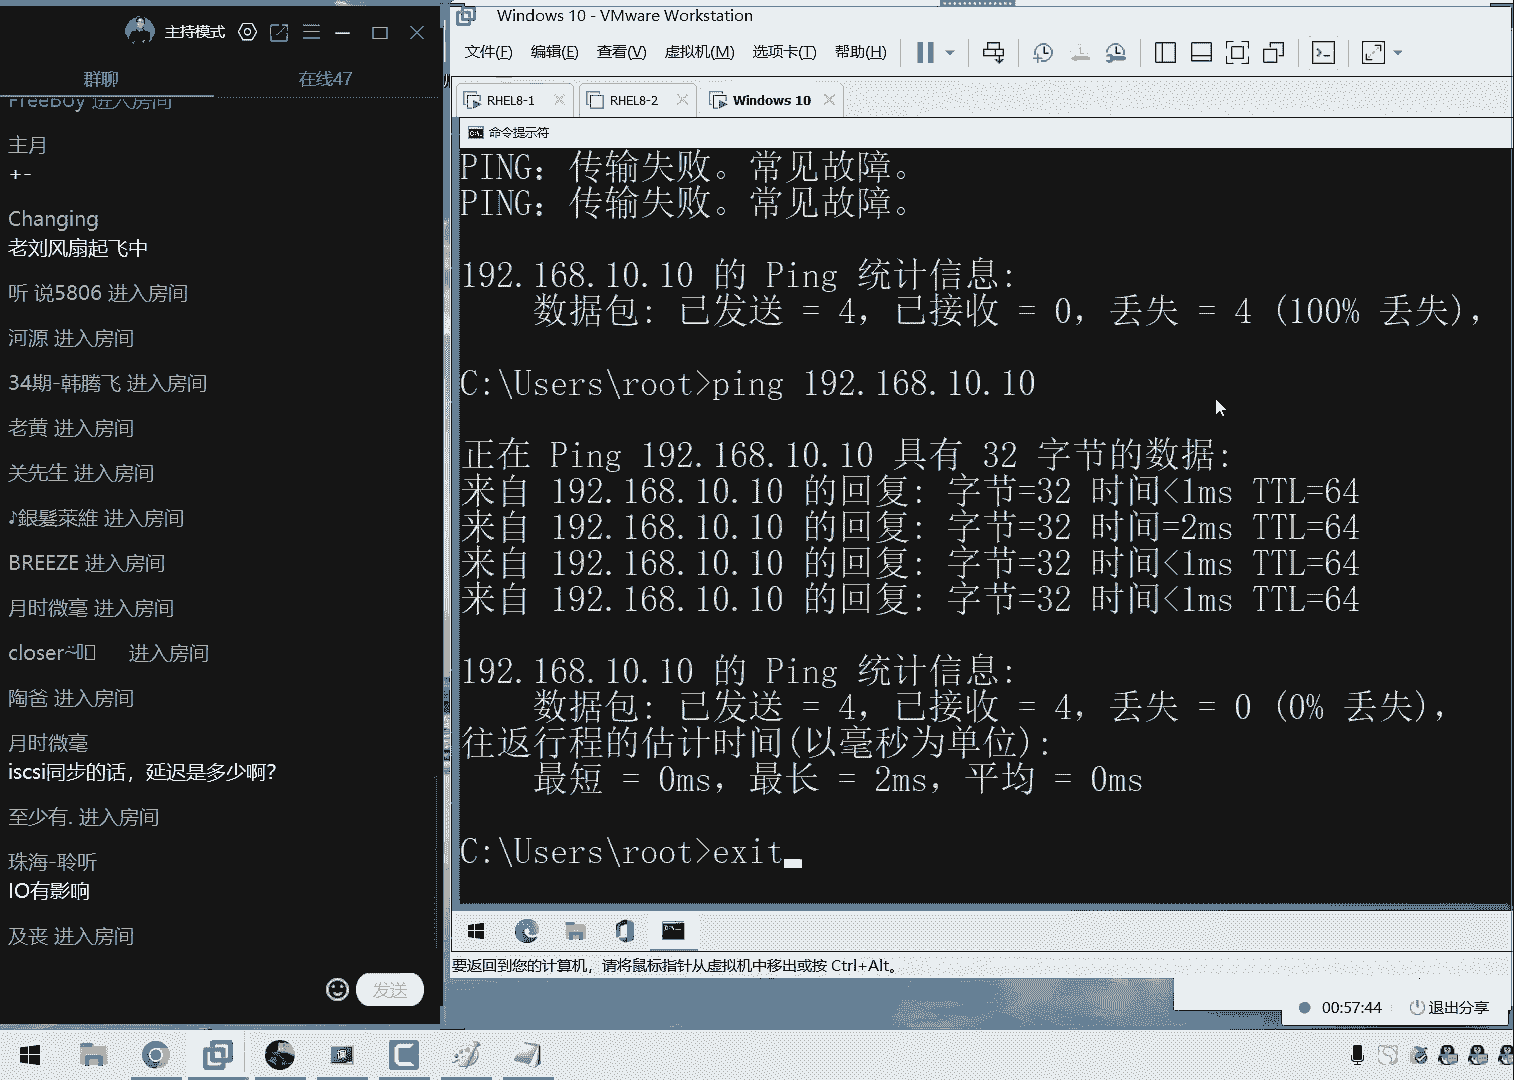 主持模式
群聊
在线47
FreeBoy 进入房间
主月
+-
Changing
老刘风扇起飞中
听 说5806 进入房间
河源 进入房间
34期-韩腾飞 进入房间
老黄 进入房间
关先生 进入房间
♪銀髮萊維 进入房间
BREEZE 进入房间
月时微毫 进入房间
closer 进入房间
陶爸 进入房间
月时微毫
iscsi同步的话，延迟是多少啊？
至少有. 进入房间
珠海-聆听
IO有影响
及丧 进入房间
发送
Windows 10 - VMware Workstation
文件(F) 编辑(E) 查看(V) 虚拟机(M) 选项卡(T) 帮助(H)
RHEL8-1
RHEL8-2
Windows 10
命令提示符
PING：传输失败。常见故障。
PING：传输失败。常见故障。
192.168.10.10 的 Ping 统计信息:
数据包: 已发送 = 4，已接收 = 0，丢失 = 4 (100% 丢失)，
C:\Users\root>ping 192.168.10.10
正在 Ping 192.168.10.10 具有 32 字节的数据:
来自 192.168.10.10 的回复: 字节=32 时间<1ms TTL=64
来自 192.168.10.10 的回复: 字节=32 时间=2ms TTL=64
来自 192.168.10.10 的回复: 字节=32 时间<1ms TTL=64
来自 192.168.10.10 的回复: 字节=32 时间<1ms TTL=64
192.168.10.10 的 Ping 统计信息:
数据包: 已发送 = 4，已接收 = 4，丢失 = 0 (0% 丢失)，
往返行程的估计时间(以毫秒为单位):
最短 = 0ms，最长 = 2ms，平均 = 0ms
C:\Users\root>exit
要返回到您的计算机，请将鼠标指针从虚拟机中移出或按 Ctrl+Alt。
00:57:44
退出分享